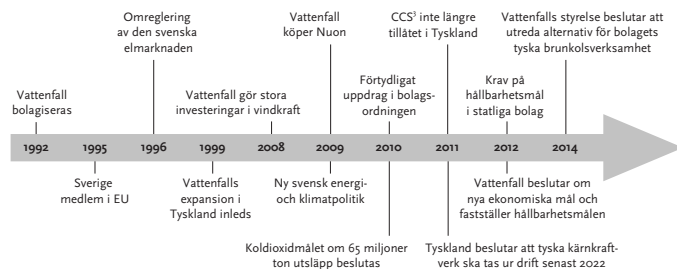 Omreglering
av den svenska
elmarknaden
Vattenfall
köper Nuon
CCS³ inte längre
tillåtet i Tyskland
Vattenfalls styrelse beslutar att
utreda alternativ för bolagets
tyska brunkolsverksamhet
Vattenfall
bolagiseras
Vattenfall gör stora
investeringar i vindkraft
Förtydligat
uppdrag i bolags-
ordningen
Krav på
hållbarhetsmål
i statliga bolag
1992 1995 1996 1999 2008 2009 2010 2011 2012 2014
Sverige
medlem i EU
Vattenfalls
expansion i
Tyskland inleds
Ny svensk energi-
och klimatpolitik
Vattenfall beslutar om
nya ekonomiska mål och
fastställer hållbarhetsmålen
Koldioxidmålet om 65 miljoner
ton utsläpp beslutas
Tyskland beslutar att tyska kärnkraft-
verk ska tas ur drift senast 2022